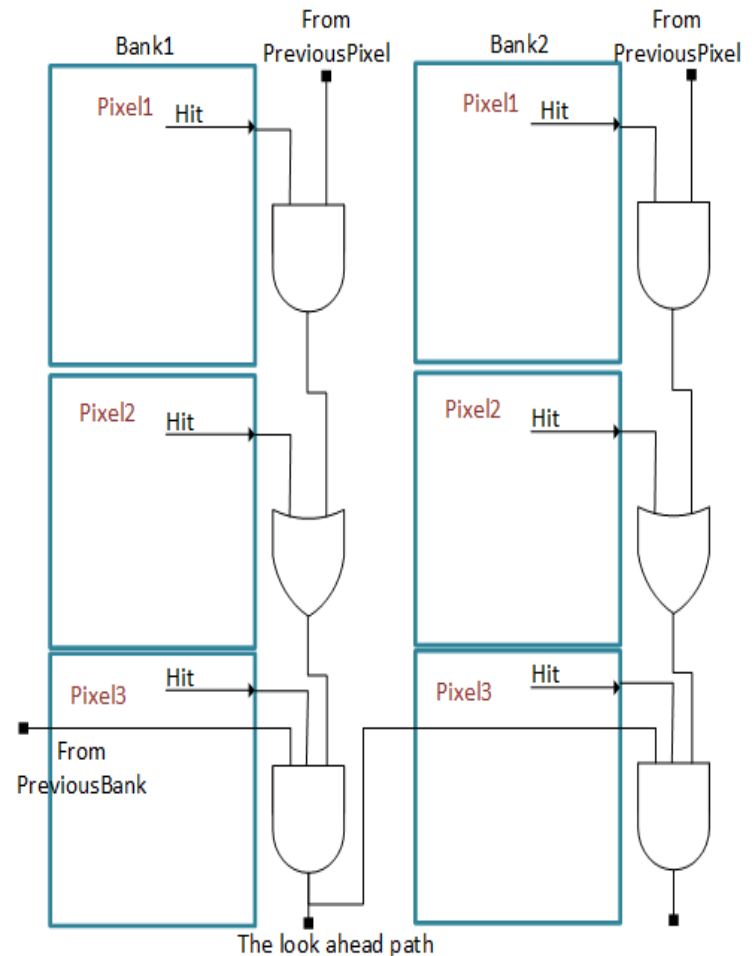 Bank1
From
PreviousPixel
Bank2
From
PreviousPixel
Pixel1
Hit
Pixel1
Hit
Pixel2
Hit
Pixel2
Hit
Pixel3
Hit
Pixel3
Hit
From
PreviousBank
The look ahead path